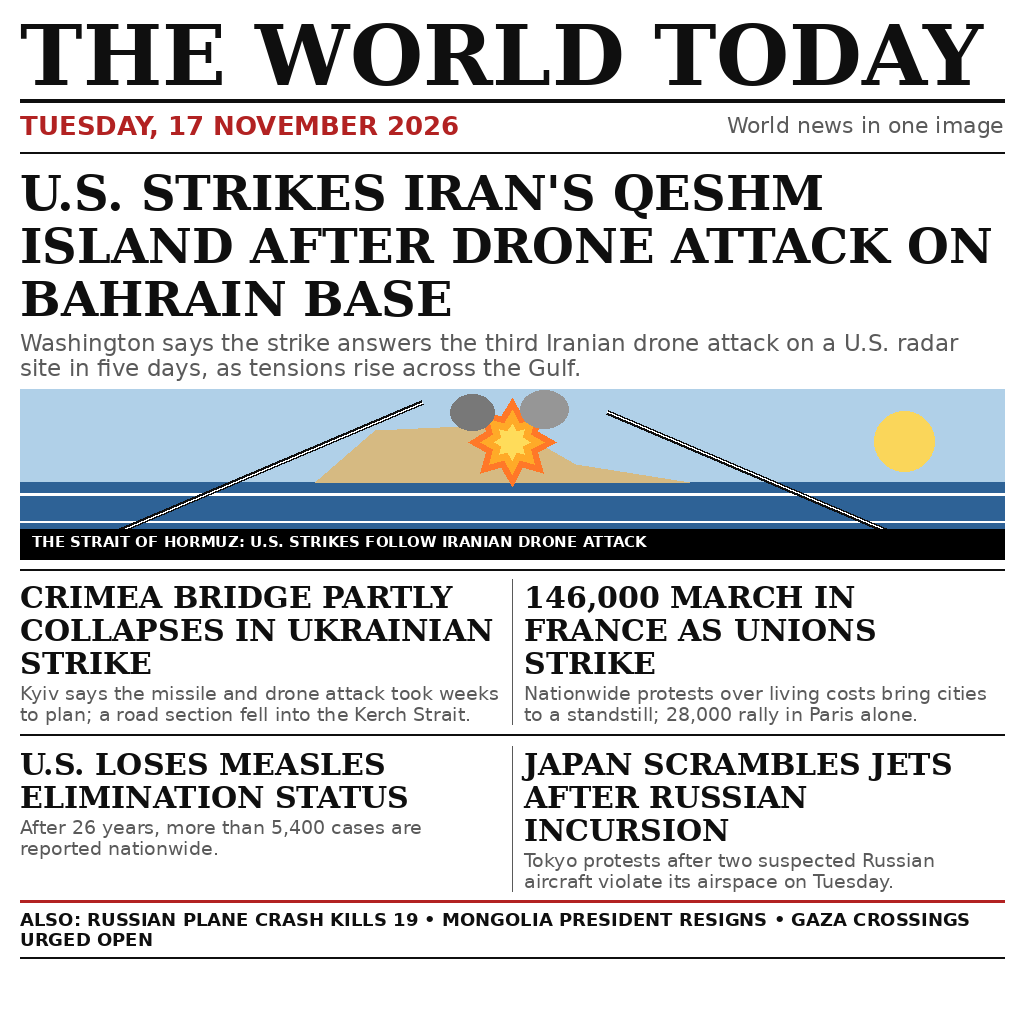 THE WORLD TODAY
TUESDAY, 17 NOVEMBER 2026
World news in one image
U.S. STRIKES IRAN'S QESHM
ISLAND AFTER DRONE ATTACK ON
BAHRAIN BASE
Washington says the strike answers the third Iranian drone attack on a U.S. radar
site in five days, as tensions rise across the Gulf.
THE STRAIT OF HORMUZ: U.S. STRIKES FOLLOW IRANIAN DRONE ATTACK
CRIMEA BRIDGE PARTLY
COLLAPSES IN UKRAINIAN
STRIKE
Kyiv says the missile and drone attack took weeks
to plan; a road section fell into the Kerch Strait.
146,000 MARCH IN
FRANCE AS UNIONS
STRIKE
Nationwide protests over living costs bring cities
to a standstill; 28,000 rally in Paris alone.
U.S. LOSES MEASLES
ELIMINATION STATUS
After 26 years, more than 5,400 cases are
reported nationwide.
JAPAN SCRAMBLES JETS
AFTER RUSSIAN
INCURSION
Tokyo protests after two suspected Russian
aircraft violate its airspace on Tuesday.
ALSO: RUSSIAN PLANE CRASH KILLS 19 • MONGOLIA PRESIDENT RESIGNS • GAZA CROSSINGS
URGED OPEN